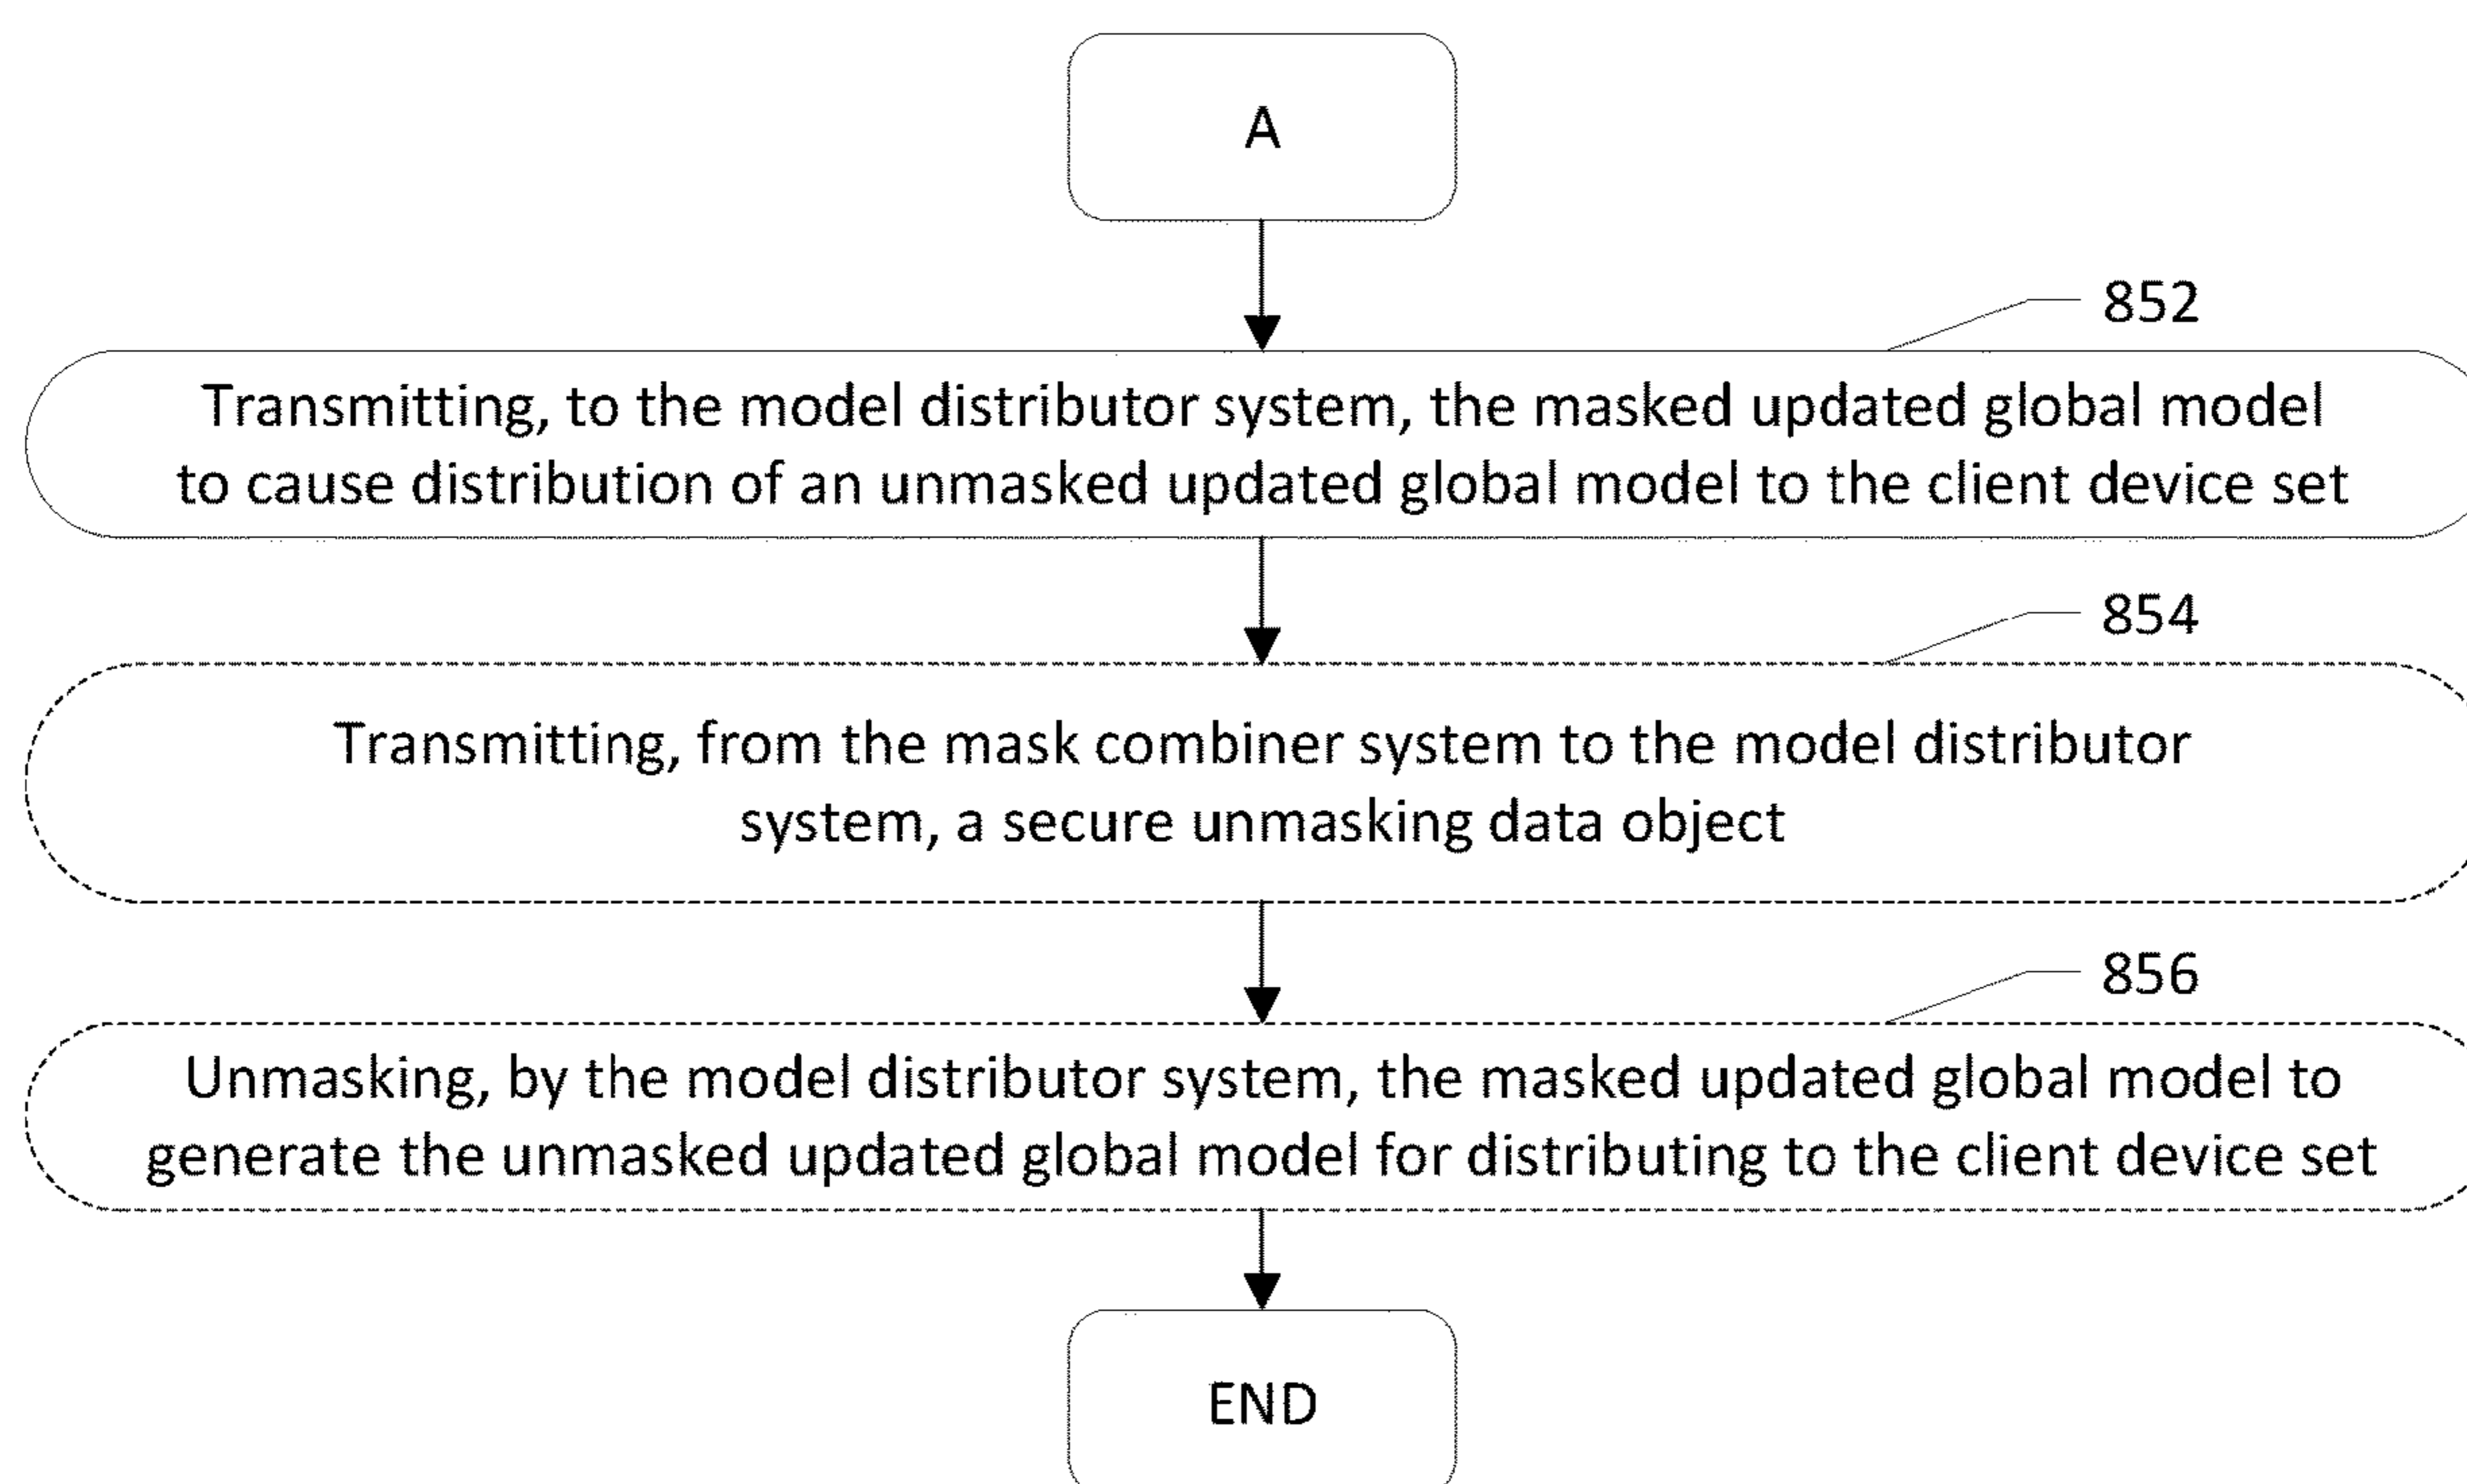 A
852
Transmitting, to the model distributor system, the masked updated global model
to cause distribution of an unmasked updated global model to the client device set
854
Transmitting, from the mask combiner system to the model distributor
system, a secure unmasking data object
856
Unmasking, by the model distributor system, the masked updated global model to
generate the unmasked updated global model for distributing to the client device set
END